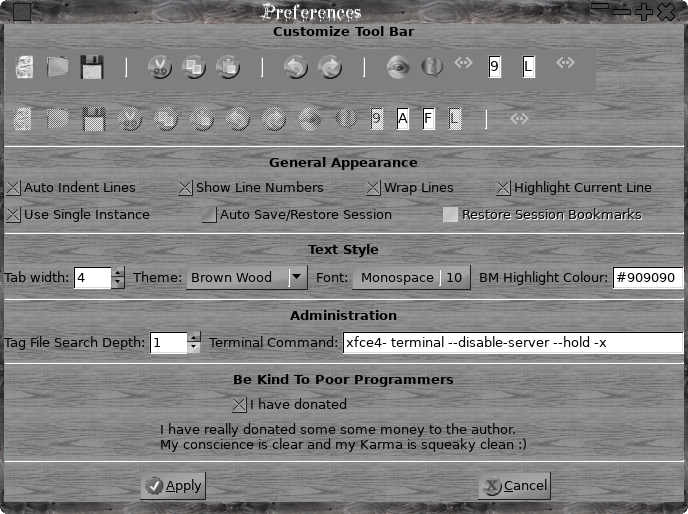 Preferences
Customize Tool Bar
9 L
9 A F L
General Appearance
Auto Indent Lines Show Line Numbers Wrap Lines Highlight Current Line
Use Single Instance Auto Save/Restore Session Restore Session Bookmarks
Text Style
Tab width: 4 Theme: Brown Wood Font: Monospace 10 BM Highlight Colour: #909090
Administration
Tag File Search Depth: 1 Terminal Command: xfce4- terminal --disable-server --hold -x
Be Kind To Poor Programmers
I have donated
I have really donated some some money to the author.
My conscience is clear and my Karma is squeaky clean :)
Apply Cancel